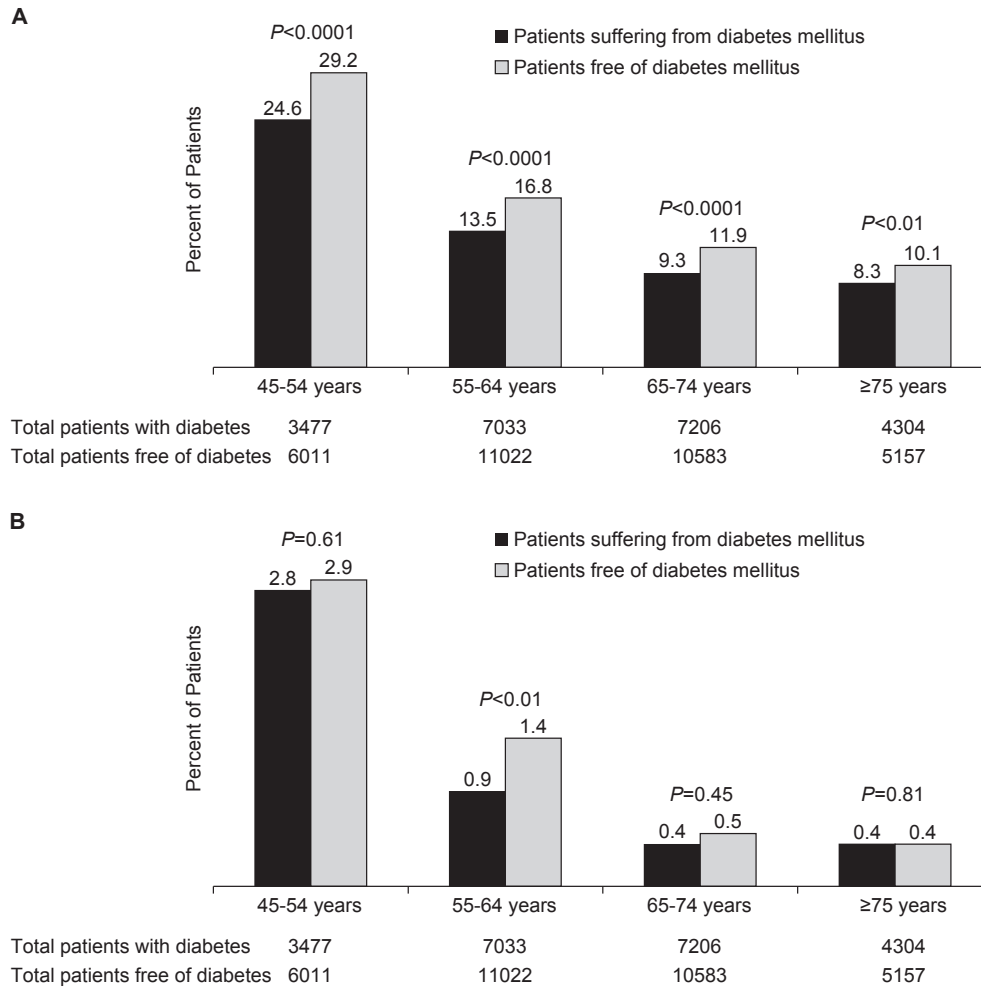 A
P<0.0001
29.2
24.6
Patients suffering from diabetes mellitus
Patients free of diabetes mellitus
P<0.0001
16.8
13.5
P<0.0001
11.9
9.3
P<0.01
10.1
8.3
Percent of Patients
45-54 years 55-64 years 65-74 years ≥75 years
Total patients with diabetes 3477 7033 7206 4304
Total patients free of diabetes 6011 11022 10583 5157
B
P=0.61
2.8 2.9
Patients suffering from diabetes mellitus
Patients free of diabetes mellitus
P<0.01
1.4
0.9
P=0.45
0.4 0.5
P=0.81
0.4 0.4
Percent of Patients
45-54 years 55-64 years 65-74 years ≥75 years
Total patients with diabetes 3477 7033 7206 4304
Total patients free of diabetes 6011 11022 10583 5157